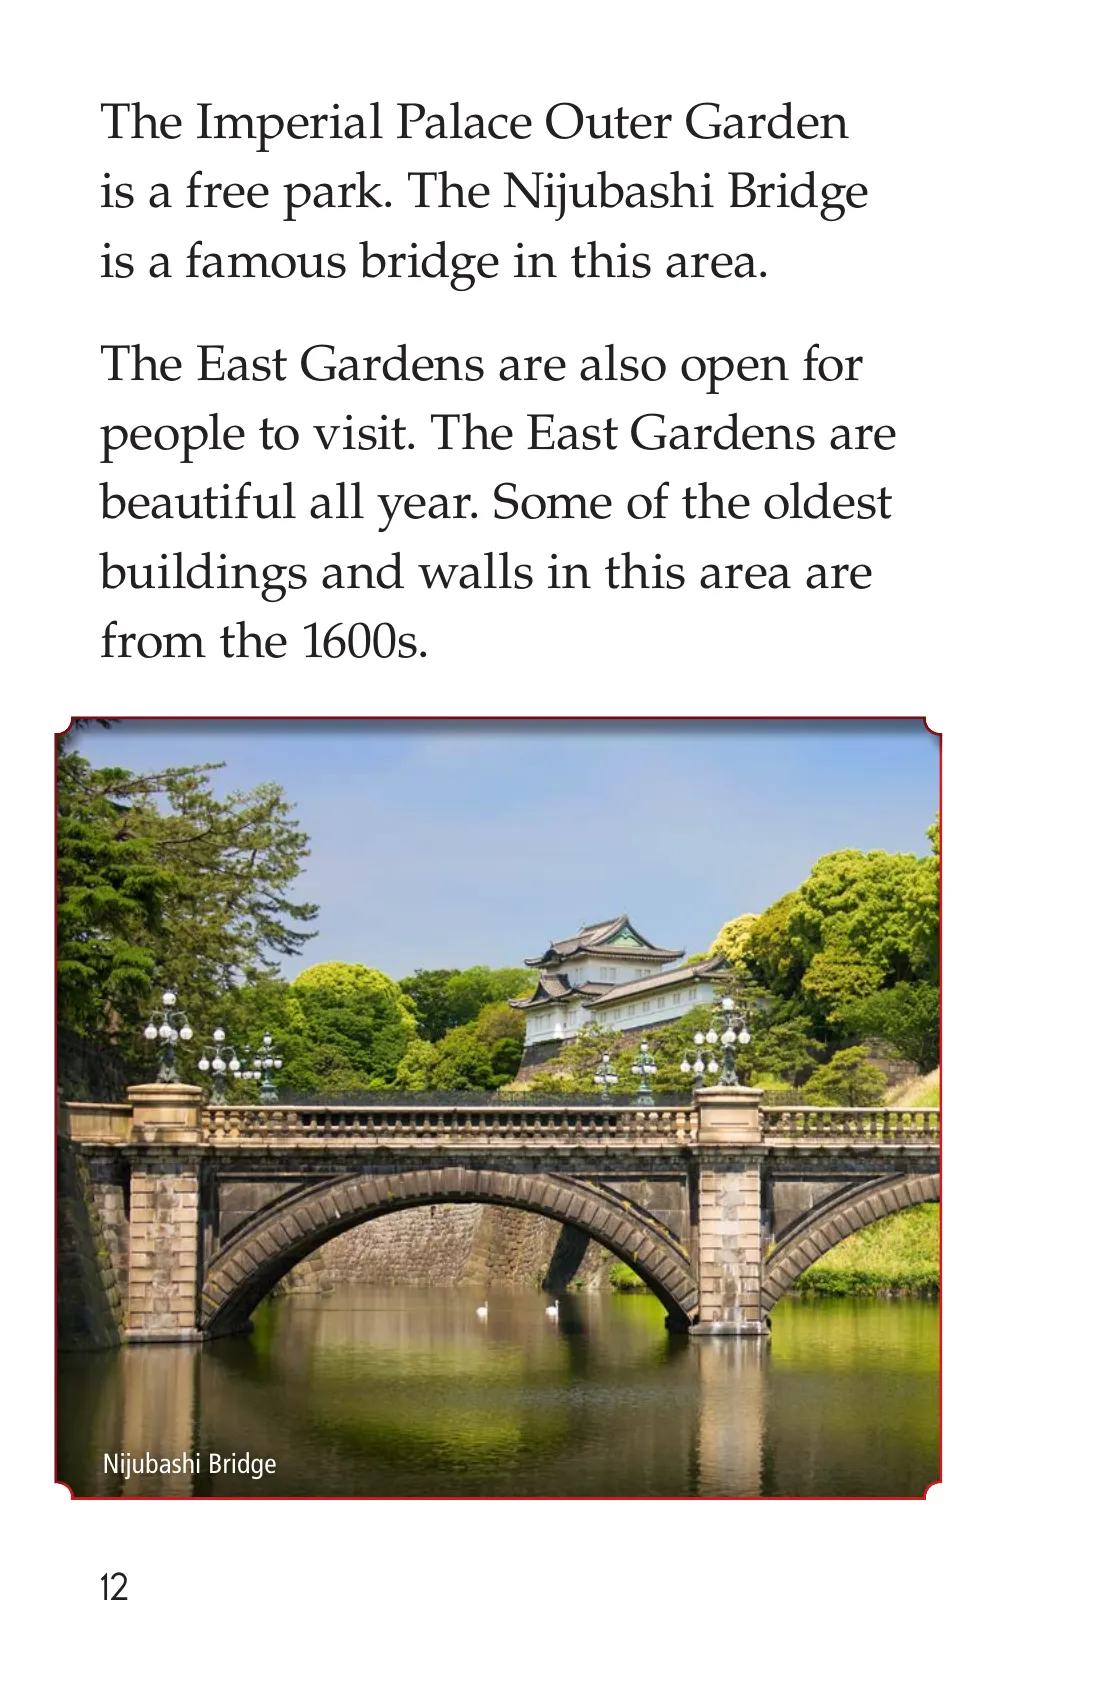 The Imperial Palace Outer Garden
is a free park. The Nijubashi Bridge
is a famous bridge in this area.
The East Gardens are also open for
people to visit. The East Gardens are
beautiful all year. Some of the oldest
buildings and walls in this area are
from the 1600s.
Nijubashi Bridge
12